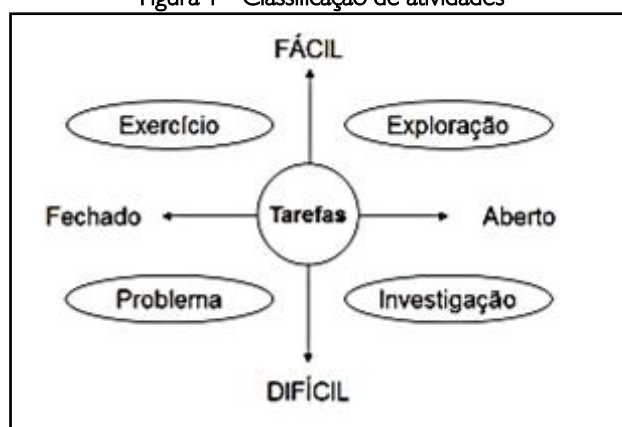 Figura 1 – Classificação de atividades
FÁCIL
Exercício Exploração
Fechado Tarefas Aberto
Problema Investigação
DIFÍCIL